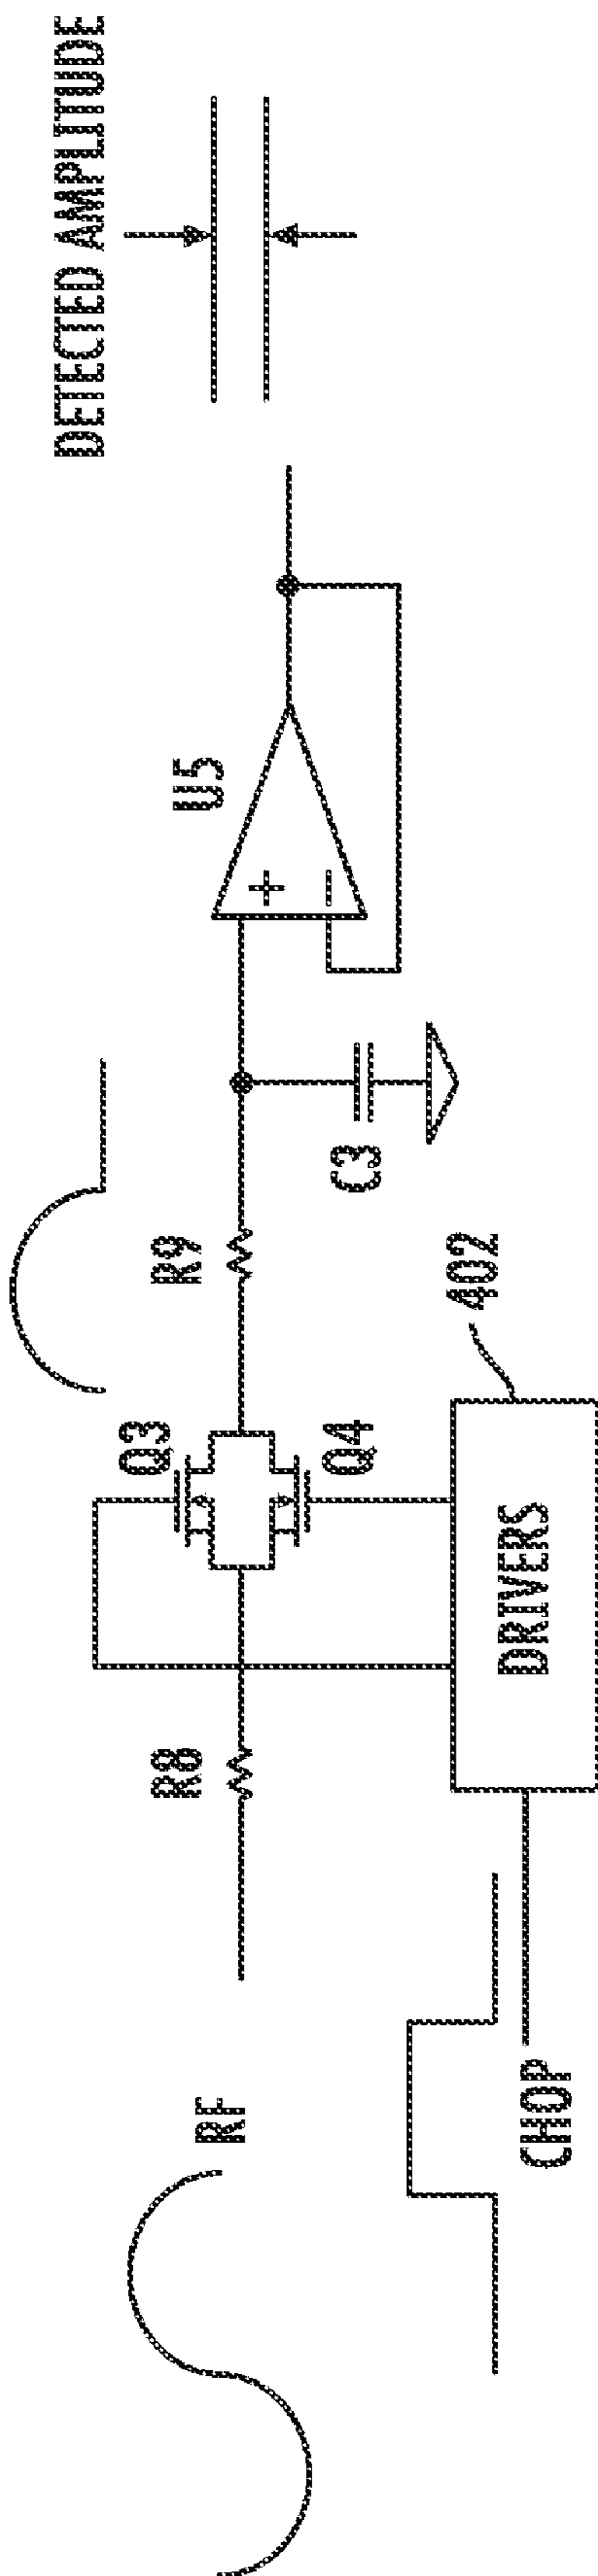 DETECTED AMPLITUDE
U5
+
−
C3
R9
402
Q3
Q4
DRIVERS
R8
RF
CHOP